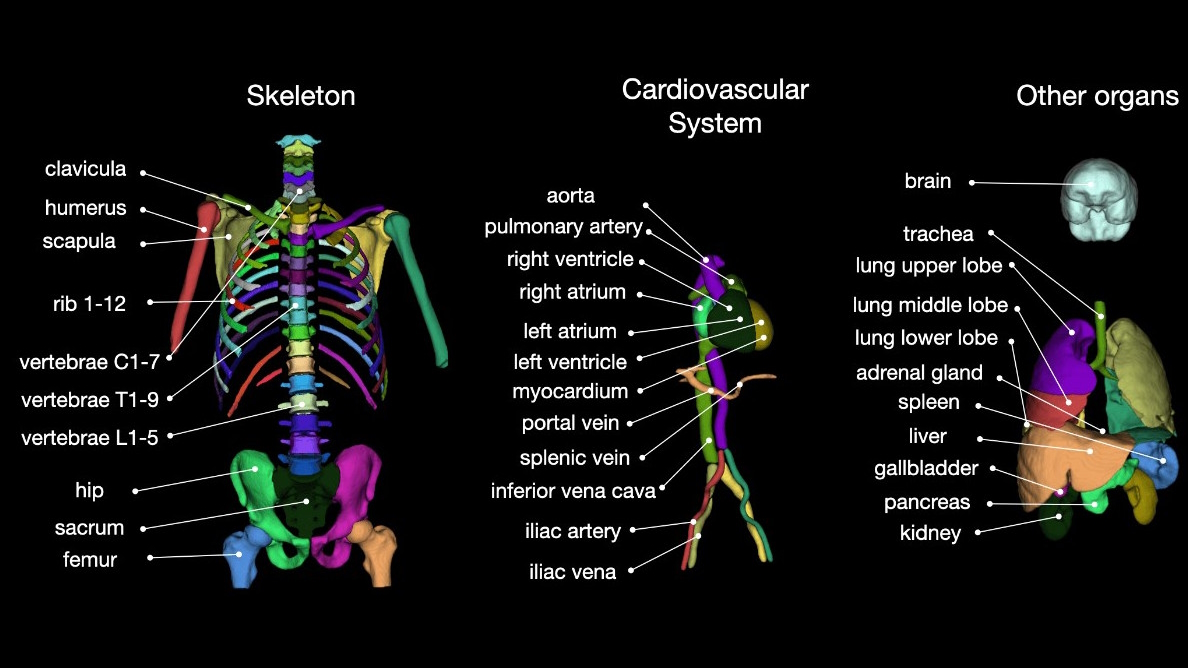 Skeleton
clavicula
humerus
scapula
rib 1-12
vertebrae C1-7
vertebrae T1-9
vertebrae L1-5
hip
sacrum
femur
Cardiovascular
System
aorta
pulmonary artery
right ventricle
right atrium
left atrium
left ventricle
myocardium
portal vein
splenic vein
inferior vena cava
iliac artery
iliac vena
Other organs
brain
trachea
lung upper lobe
lung middle lobe
lung lower lobe
adrenal gland
spleen
liver
gallbladder
pancreas
kidney